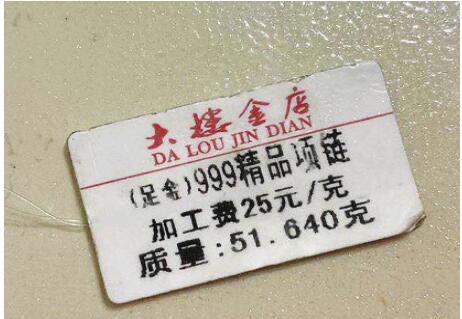 大楼金店
DA LOU JIN DIAN
(足金)999精品项链
加工费25元/克
质量:51.640克